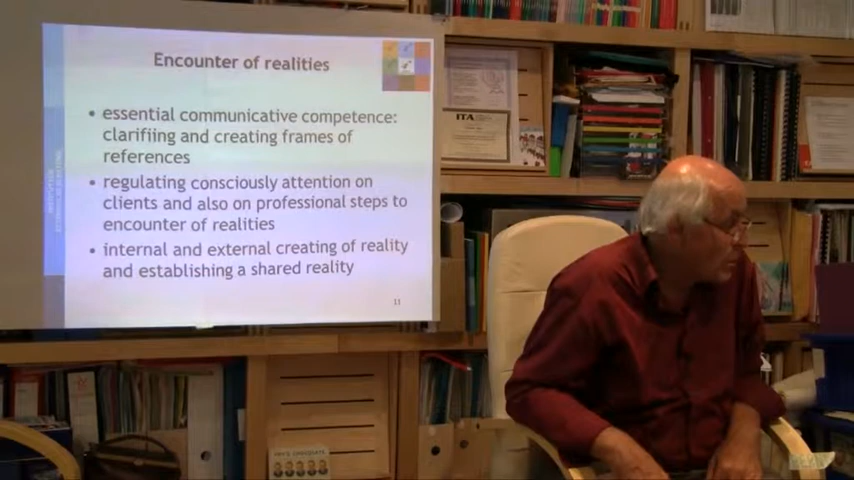 Encounter of realities
• essential communicative competence:
clarifiing and creating frames of
references
• regulating consciously attention on
clients and also on professional steps to
encounter of realities
• internal and external creating of reality
and establishing a shared reality
11
ITA